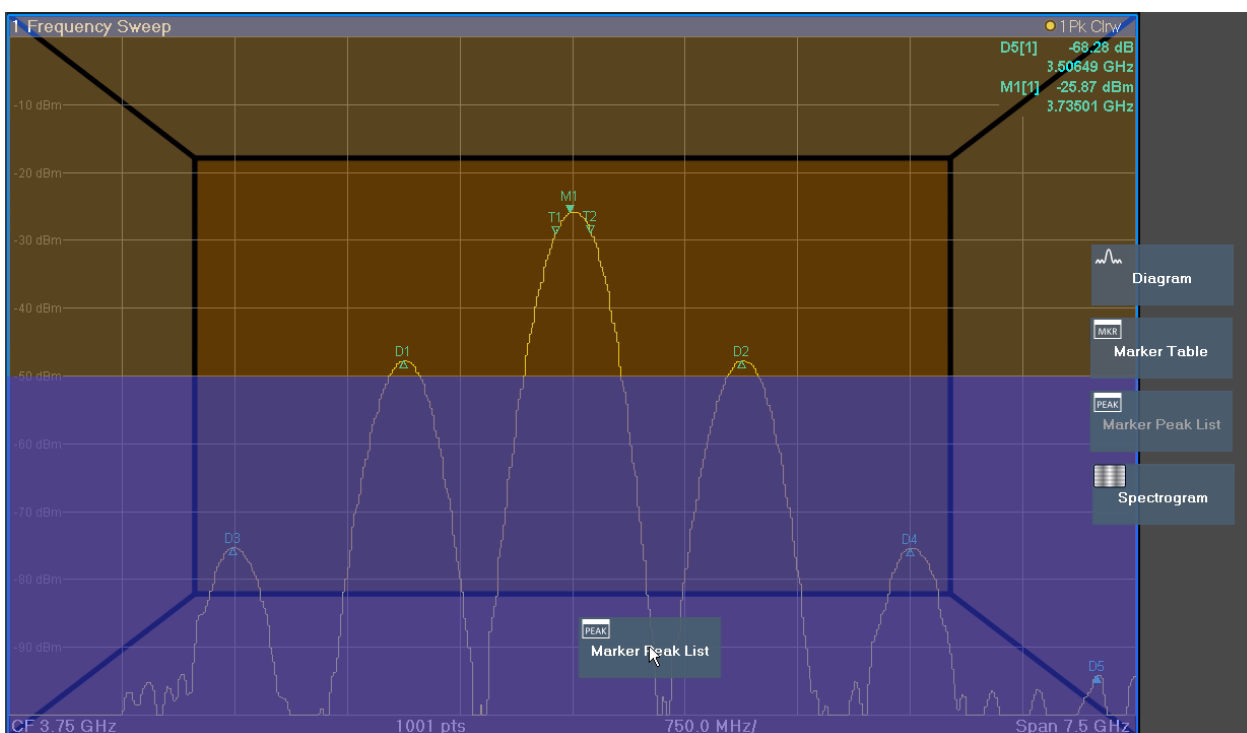 1 Frequency Sweep
1Pk Clrw
D5[1] -68.28 dB
3.50649 GHz
M1[1] -25.87 dBm
3.73501 GHz
-10 dBm
-20 dBm
M1
T1 T2
-30 dBm
Diagram
-40 dBm
MKR
Marker Table
D1 D2
-50 dBm
PEAK
Marker Peak List
-60 dBm
Spectrogram
-70 dBm
D3 D4
-80 dBm
PEAK
Marker Peak List
-90 dBm
D5
CF 3.75 GHz 1001 pts 750.0 MHz/ Span 7.5 GHz